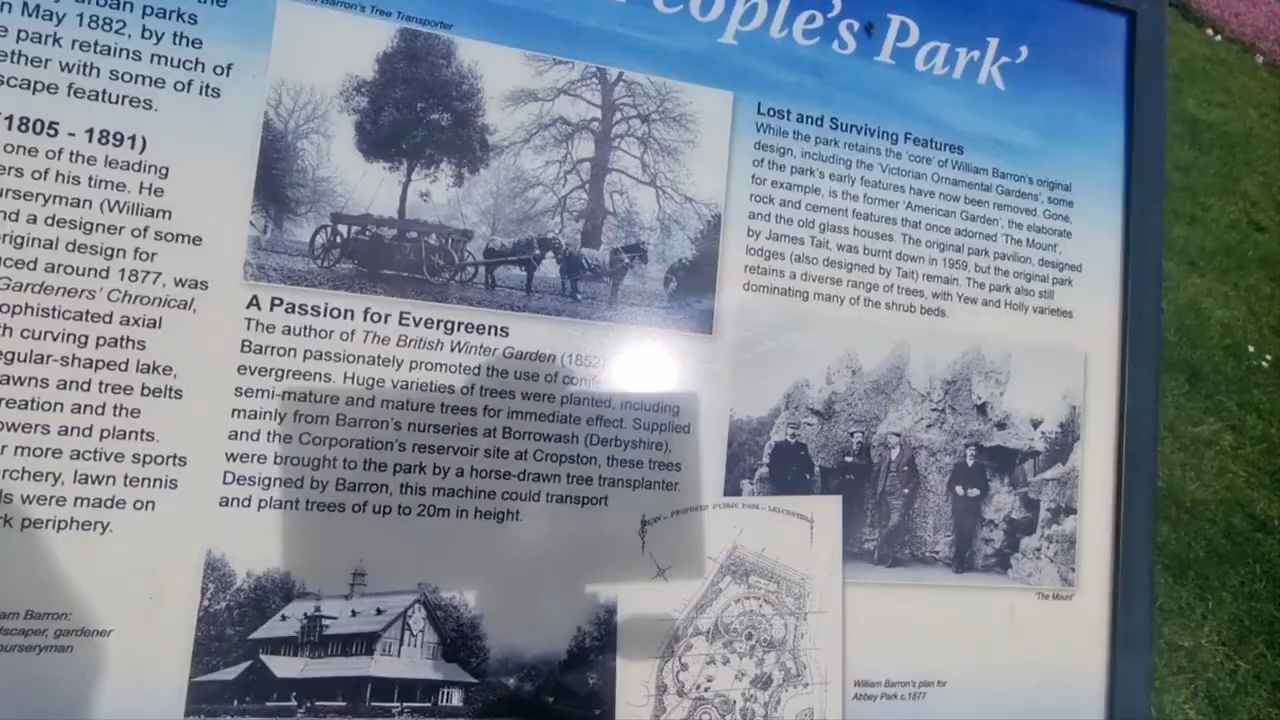 People's Park'
Barron's Tree Transporter
urban parks
n May 1882, by the
e park retains much of
ether with some of its
scape features.
(1805 - 1891)
one of the leading
ers of his time. He
urseryman (William
nd a designer of some
original design for
uced around 1877, was
Gardeners' Chronical,
ophisticated axial
th curving paths
egular-shaped lake,
awns and tree belts
reation and the
owers and plants.
r more active sports
archery, lawn tennis
ls were made on
rk periphery.
am Barron:
dscaper, gardener
nurseryman
A Passion for Evergreens
The author of The British Winter Garden (1852)
Barron passionately promoted the use of conife
evergreens. Huge varieties of trees were planted, including
semi-mature and mature trees for immediate effect. Supplied
mainly from Barron's nurseries at Borrowash (Derbyshire),
and the Corporation's reservoir site at Cropston, these trees
were brought to the park by a horse-drawn tree transplanter.
Designed by Barron, this machine could transport
and plant trees of up to 20m in height.
Lost and Surviving Features
While the park retains the 'core' of William Barron's original
design, including the 'Victorian Ornamental Gardens', some
of the park's early features have now been removed. Gone,
for example, is the former 'American Garden', the elaborate
rock and cement features that once adorned 'The Mount',
and the old glass houses. The original park pavilion, designed
by James Tait, was burnt down in 1959, but the original park
lodges (also designed by Tait) remain. The park also still
retains a diverse range of trees, with Yew and Holly varieties
dominating many of the shrub beds.
PROPOSED PUBLIC PARK LEICESTER
'The Mount'
William Barron's plan for
Abbey Park c.1877